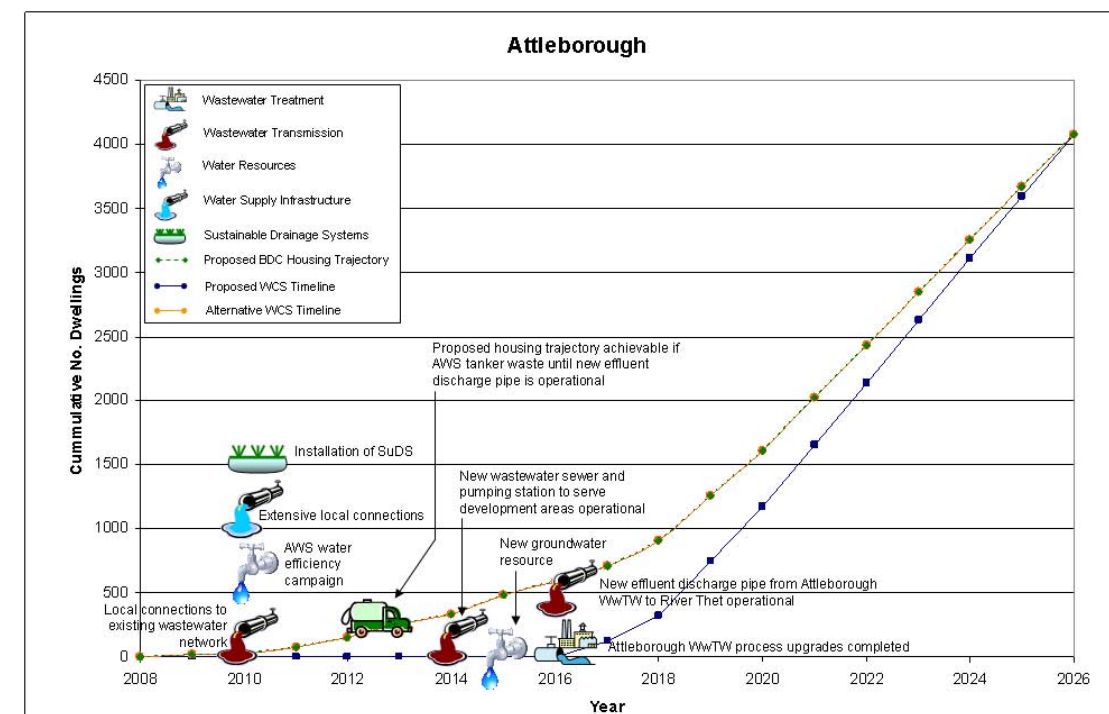 Attleborough
Cummulative No. Dwellings
4500
4000
3500
3000
2500
2000
1500
1000
500
0
Wastewater Treatment
Wastewater Transmission
Water Resources
Water Supply Infrastructure
Sustainable Drainage Systems
Proposed BDC Housing Trajectory
Proposed WCS Timeline
Alternative WCS Timeline
Proposed housing trajectory achievable if
AWS tanker waste until new effluent
discharge pipe is operational
Installation of SuDS
Extensive local connections
AWS water
efficiency
campaign
Local connections to
existing wastewater
network
New wastewater sewer and
pumping station to serve
development areas operational
New groundwater
resource
New effluent discharge pipe from Attleborough
WwTW to River Thet operational
Attleborough WwTW process upgrades completed
2008
2010
2012
2014
2016
2018
2020
2022
2024
2026
Year